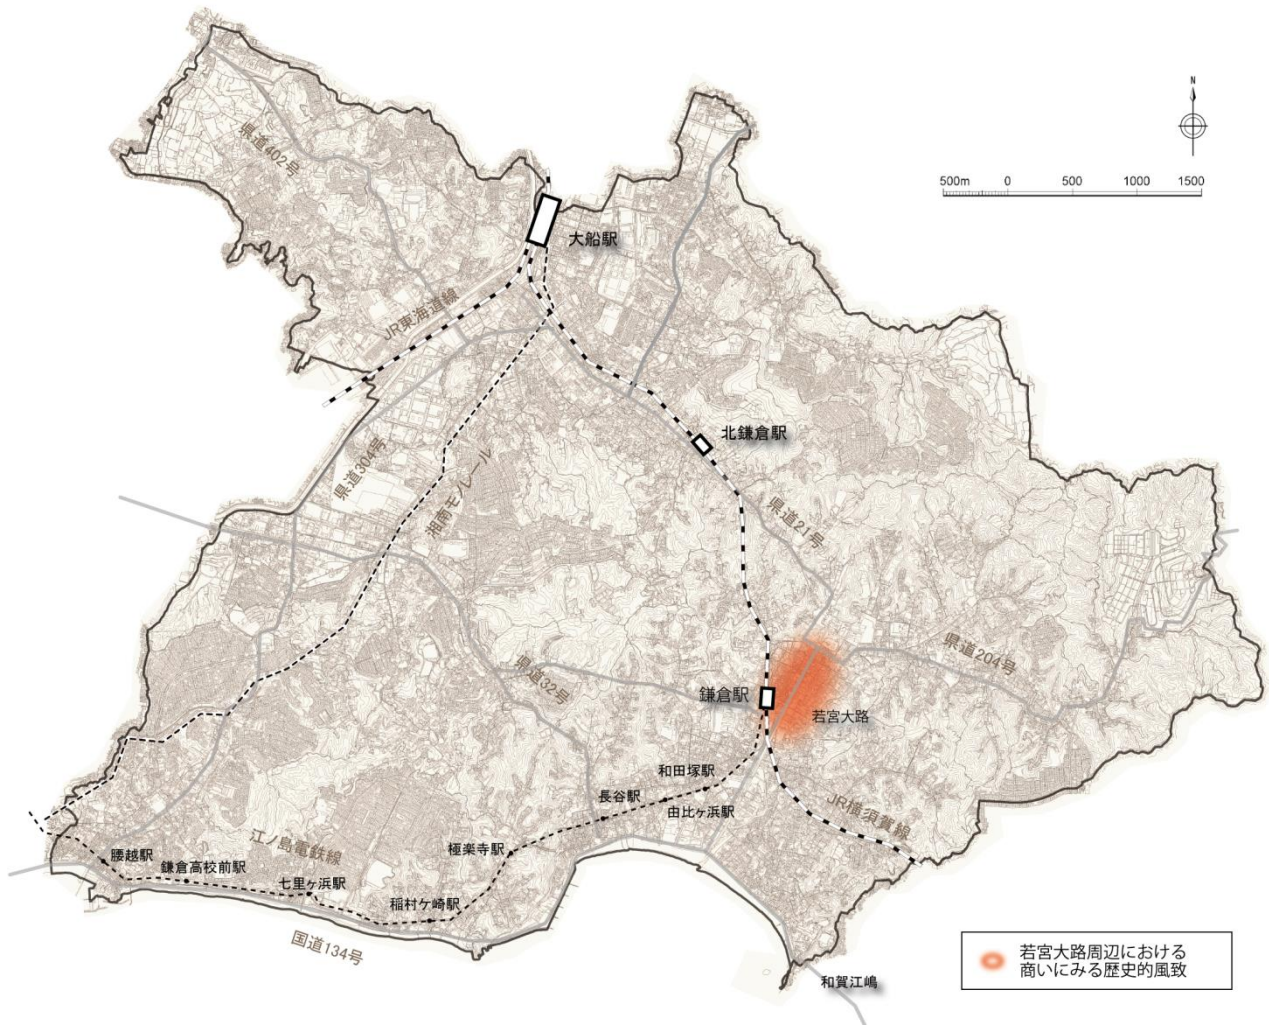 N
500m 0 500 1000 1500
県道402号
大船駅
JR東海道線
北鎌倉駅
県道304号
湘南モノレール
県道21号
県道204号
県道32号
鎌倉駅
若宮大路
和田塚駅
長谷駅
由比ヶ浜駅
JR横須賀線
江ノ島電鉄線
極楽寺駅
腰越駅
鎌倉高校前駅
七里ヶ浜駅
稲村ケ崎駅
国道134号
和賀江嶋
若宮大路周辺における
商いにみる歴史的風致